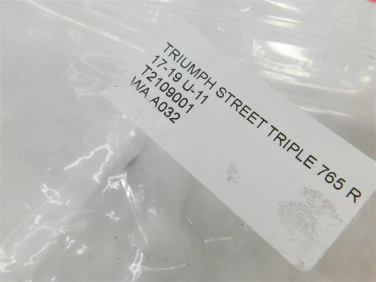 TRIUMPH STREET TRIPLE 765 R
17-19 U-11
T2109001
WA A032